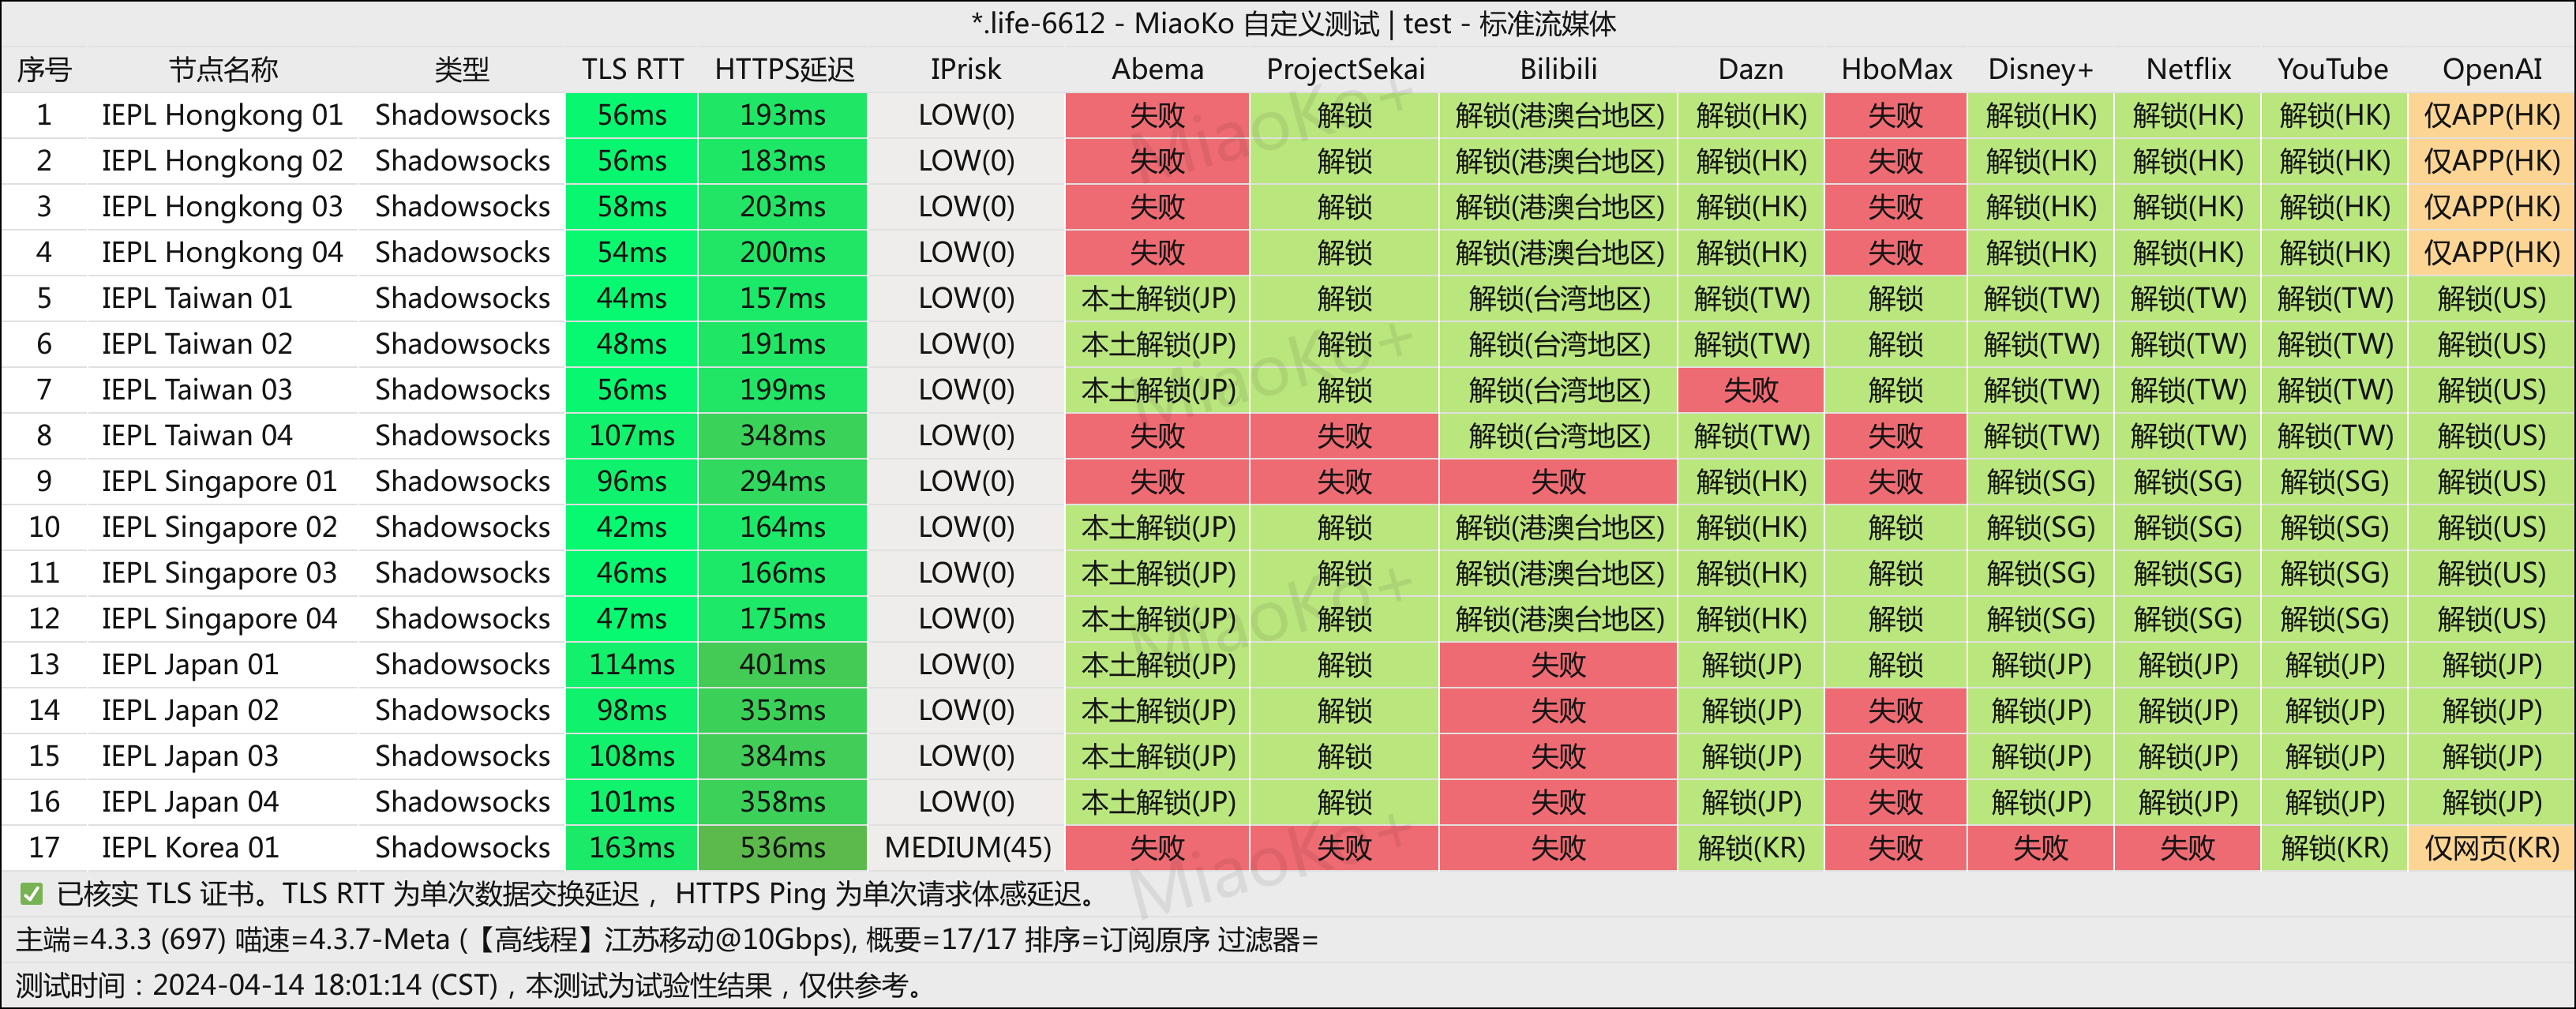 *.life-6612 - MiaoKo 自定义测试 | test - 标准流媒体
序号 节点名称 类型 TLS RTT HTTPS延迟 IPrisk Abema ProjectSekai Bilibili Dazn HboMax Disney+ Netflix YouTube OpenAI
1 IEPL Hongkong 01 Shadowsocks 56ms 193ms LOW(0) 失败 解锁 解锁(港澳台地区) 解锁(HK) 失败 解锁(HK) 解锁(HK) 解锁(HK) 仅APP(HK)
2 IEPL Hongkong 02 Shadowsocks 56ms 183ms LOW(0) 失败 解锁 解锁(港澳台地区) 解锁(HK) 失败 解锁(HK) 解锁(HK) 解锁(HK) 仅APP(HK)
3 IEPL Hongkong 03 Shadowsocks 58ms 203ms LOW(0) 失败 解锁 解锁(港澳台地区) 解锁(HK) 失败 解锁(HK) 解锁(HK) 解锁(HK) 仅APP(HK)
4 IEPL Hongkong 04 Shadowsocks 54ms 200ms LOW(0) 失败 解锁 解锁(港澳台地区) 解锁(HK) 失败 解锁(HK) 解锁(HK) 解锁(HK) 仅APP(HK)
5 IEPL Taiwan 01 Shadowsocks 44ms 157ms LOW(0) 本土解锁(JP) 解锁 解锁(台湾地区) 解锁(TW) 解锁 解锁(TW) 解锁(TW) 解锁(TW) 解锁(US)
6 IEPL Taiwan 02 Shadowsocks 48ms 191ms LOW(0) 本土解锁(JP) 解锁 解锁(台湾地区) 解锁(TW) 解锁 解锁(TW) 解锁(TW) 解锁(TW) 解锁(US)
7 IEPL Taiwan 03 Shadowsocks 56ms 199ms LOW(0) 本土解锁(JP) 解锁 解锁(台湾地区) 失败 解锁 解锁(TW) 解锁(TW) 解锁(TW) 解锁(US)
8 IEPL Taiwan 04 Shadowsocks 107ms 348ms LOW(0) 失败 失败 解锁(台湾地区) 解锁(TW) 失败 解锁(TW) 解锁(TW) 解锁(TW) 解锁(US)
9 IEPL Singapore 01 Shadowsocks 96ms 294ms LOW(0) 失败 失败 失败 解锁(HK) 失败 解锁(SG) 解锁(SG) 解锁(SG) 解锁(US)
10 IEPL Singapore 02 Shadowsocks 42ms 164ms LOW(0) 本土解锁(JP) 解锁 解锁(港澳台地区) 解锁(HK) 解锁 解锁(SG) 解锁(SG) 解锁(SG) 解锁(US)
11 IEPL Singapore 03 Shadowsocks 46ms 166ms LOW(0) 本土解锁(JP) 解锁 解锁(港澳台地区) 解锁(HK) 解锁 解锁(SG) 解锁(SG) 解锁(SG) 解锁(US)
12 IEPL Singapore 04 Shadowsocks 47ms 175ms LOW(0) 本土解锁(JP) 解锁 解锁(港澳台地区) 解锁(HK) 解锁 解锁(SG) 解锁(SG) 解锁(SG) 解锁(US)
13 IEPL Japan 01 Shadowsocks 114ms 401ms LOW(0) 本土解锁(JP) 解锁 失败 解锁(JP) 解锁 解锁(JP) 解锁(JP) 解锁(JP) 解锁(JP)
14 IEPL Japan 02 Shadowsocks 98ms 353ms LOW(0) 本土解锁(JP) 解锁 失败 解锁(JP) 失败 解锁(JP) 解锁(JP) 解锁(JP) 解锁(JP)
15 IEPL Japan 03 Shadowsocks 108ms 384ms LOW(0) 本土解锁(JP) 解锁 失败 解锁(JP) 失败 解锁(JP) 解锁(JP) 解锁(JP) 解锁(JP)
16 IEPL Japan 04 Shadowsocks 101ms 358ms LOW(0) 本土解锁(JP) 解锁 失败 解锁(JP) 失败 解锁(JP) 解锁(JP) 解锁(JP) 解锁(JP)
17 IEPL Korea 01 Shadowsocks 163ms 536ms MEDIUM(45) 失败 失败 失败 解锁(KR) 失败 失败 失败 解锁(KR) 仅网页(KR)
✅ 已核实 TLS 证书。TLS RTT 为单次数据交换延迟， HTTPS Ping 为单次请求体感延迟。
主端=4.3.3 (697) 喵速=4.3.7-Meta (【高线程】江苏移动@10Gbps), 概要=17/17 排序=订阅原序 过滤器=
测试时间：2024-04-14 18:01:14 (CST)，本测试为试验性结果，仅供参考。
MiaoKo+
MiaoKo+
MiaoKo+
MiaoKo+